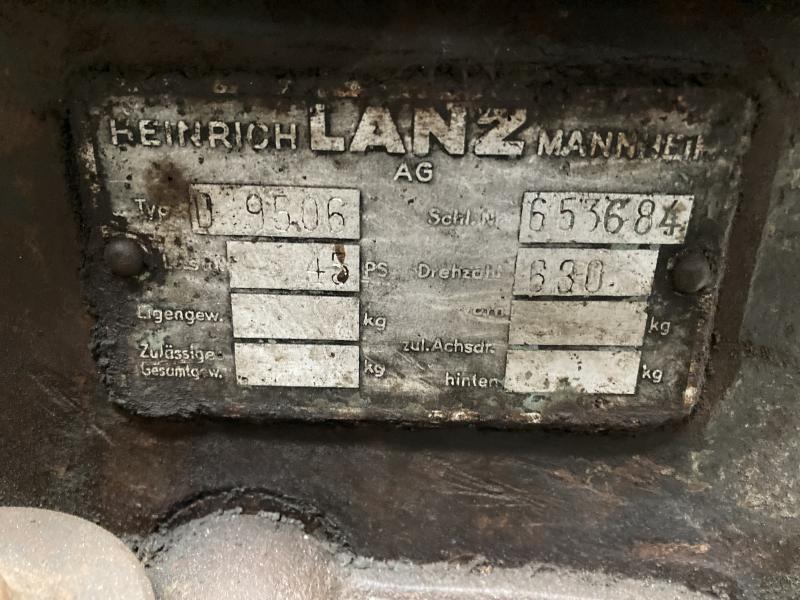 HEINRICH LANZ MANNHEIM
AG
Typ D 9506 Schl.Nr. 653684
45 PS Drehzahl 630
Eigengew. kg vorn kg
Zulässige zul.Achsdr.
Gesamtgew. kg hinten kg